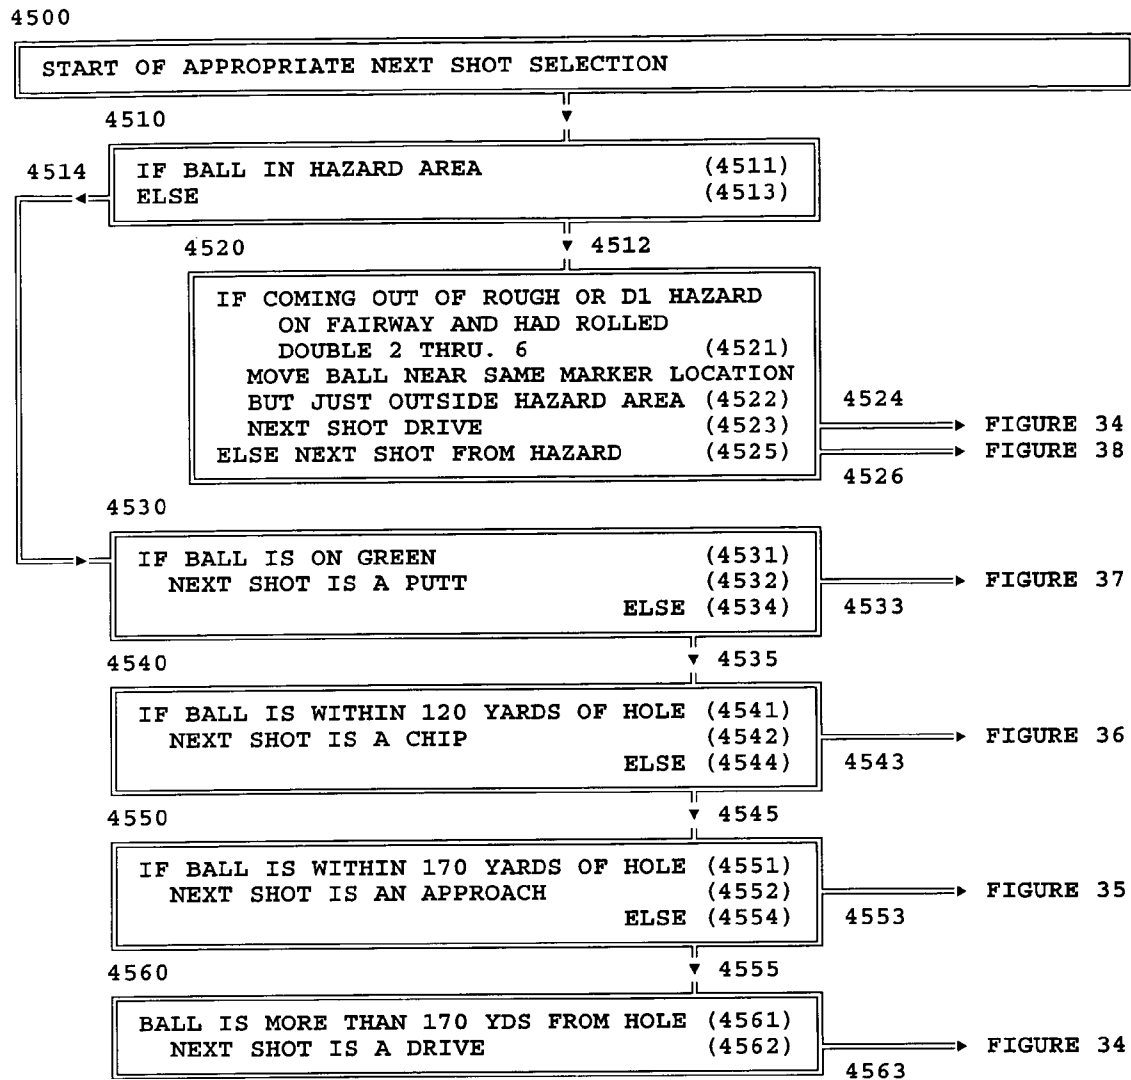 4500
START OF APPROPRIATE NEXT SHOT SELECTION
4510
4514
IF BALL IN HAZARD AREA (4511)
ELSE (4513)
4520
4512
IF COMING OUT OF ROUGH OR D1 HAZARD
ON FAIRWAY AND HAD ROLLED
DOUBLE 2 THRU. 6 (4521)
MOVE BALL NEAR SAME MARKER LOCATION
BUT JUST OUTSIDE HAZARD AREA (4522) 4524
NEXT SHOT DRIVE (4523) FIGURE 34
ELSE NEXT SHOT FROM HAZARD (4525) FIGURE 38
4526
4530
IF BALL IS ON GREEN (4531)
NEXT SHOT IS A PUTT (4532) FIGURE 37
ELSE (4534) 4533
4535
4540
IF BALL IS WITHIN 120 YARDS OF HOLE (4541)
NEXT SHOT IS A CHIP (4542) FIGURE 36
ELSE (4544) 4543
4545
4550
IF BALL IS WITHIN 170 YARDS OF HOLE (4551)
NEXT SHOT IS AN APPROACH (4552) FIGURE 35
ELSE (4554) 4553
4555
4560
BALL IS MORE THAN 170 YDS FROM HOLE (4561)
NEXT SHOT IS A DRIVE (4562) FIGURE 34
4563